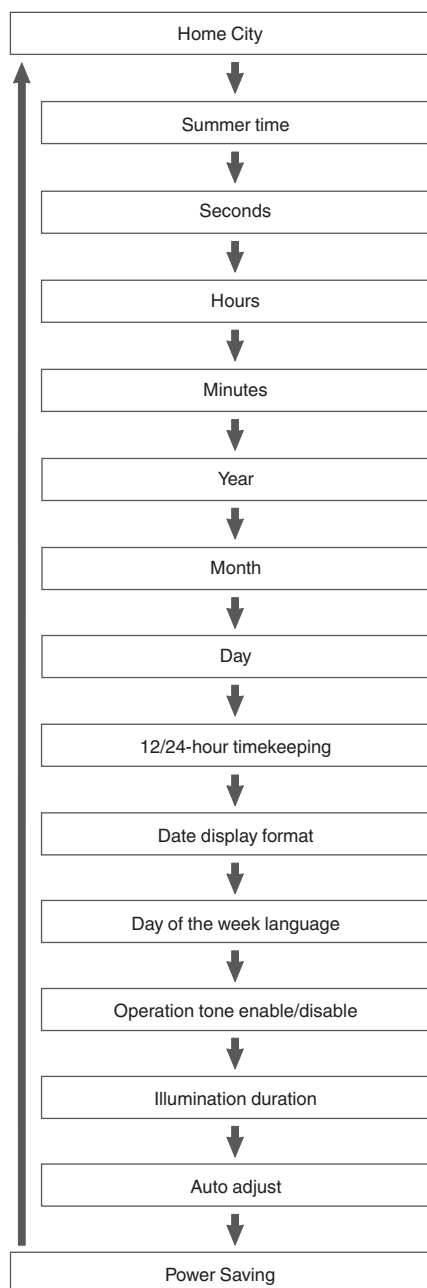 Home City
Summer time
Seconds
Hours
Minutes
Year
Month
Day
12/24-hour timekeeping
Date display format
Day of the week language
Operation tone enable/disable
Illumination duration
Auto adjust
Power Saving